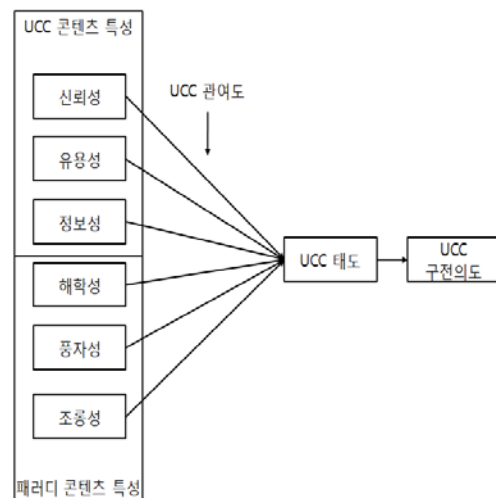 UCC 콘텐츠 특성
신뢰성
UCC 관여도
유용성
정보성
UCC 태도
UCC
구전의도
해학성
풍자성
조롱성
패러디 콘텐츠 특성